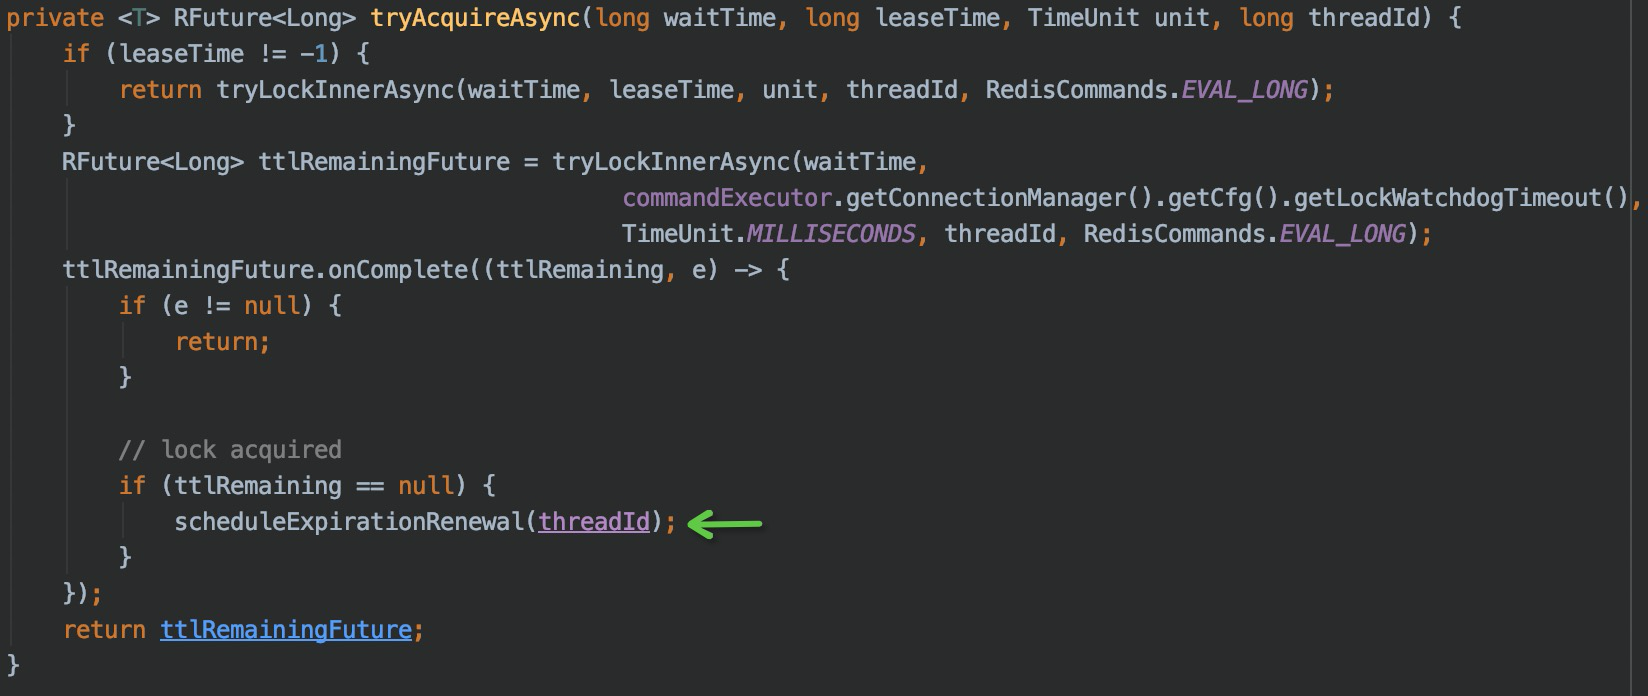 private <T> RFuture<Long> tryAcquireAsync(long waitTime, long leaseTime, TimeUnit unit, long threadId) {
    if (leaseTime != -1) {
        return tryLockInnerAsync(waitTime, leaseTime, unit, threadId, RedisCommands.EVAL_LONG);
    }
    RFuture<Long> ttlRemainingFuture = tryLockInnerAsync(waitTime,
                                            commandExecutor.getConnectionManager().getCfg().getLockWatchdogTimeout(),
                                            TimeUnit.MILLISECONDS, threadId, RedisCommands.EVAL_LONG);
    ttlRemainingFuture.onComplete((ttlRemaining, e) -> {
        if (e != null) {
            return;
        }
        // lock acquired
        if (ttlRemaining == null) {
            scheduleExpirationRenewal(threadId);
        }
    });
    return ttlRemainingFuture;
}